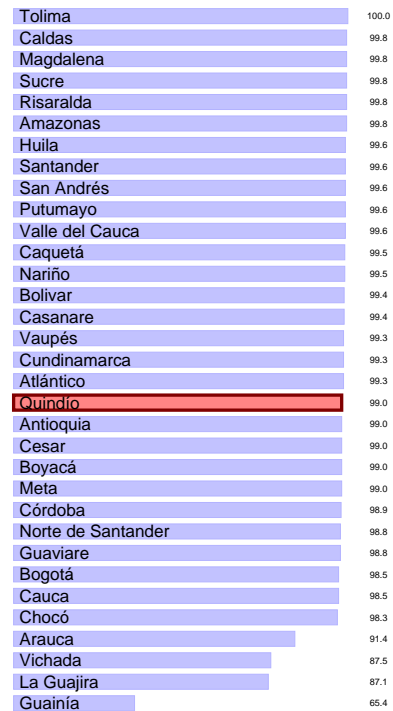 Tolima 100.0
Caldas 99.8
Magdalena 99.8
Sucre 99.8
Risaralda 99.8
Amazonas 99.8
Huila 99.6
Santander 99.6
San Andrés 99.6
Putumayo 99.6
Valle del Cauca 99.6
Caquetá 99.5
Nariño 99.5
Bolivar 99.4
Casanare 99.4
Vaupés 99.3
Cundinamarca 99.3
Atlántico 99.3
Quindío 99.0
Antioquia 99.0
Cesar 99.0
Boyacá 99.0
Meta 99.0
Córdoba 98.9
Norte de Santander 98.8
Guaviare 98.8
Bogotá 98.5
Cauca 98.5
Chocó 98.3
Arauca 91.4
Vichada 87.5
La Guajira 87.1
Guainía 65.4